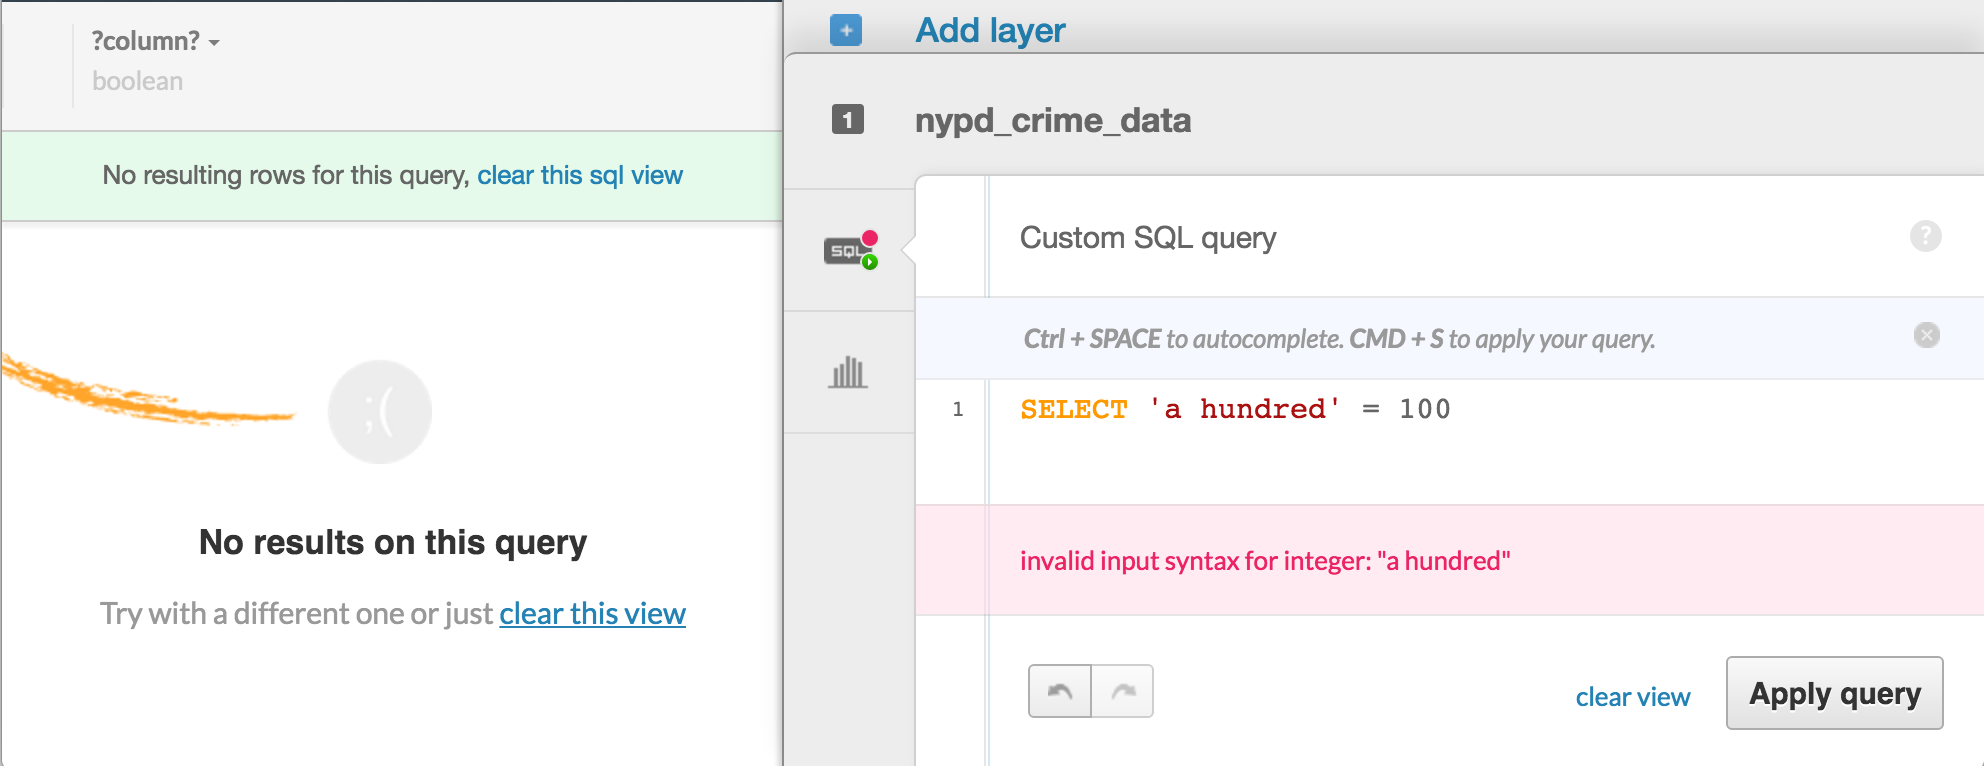 ?column?
boolean
No resulting rows for this query, clear this sql view
;(
No results on this query
Try with a different one or just clear this view
+ Add layer
1 nypd_crime_data
SQL
Custom SQL query ?
Ctrl + SPACE to autocomplete. CMD + S to apply your query.
1 SELECT 'a hundred' = 100
invalid input syntax for integer: "a hundred"
clear view Apply query